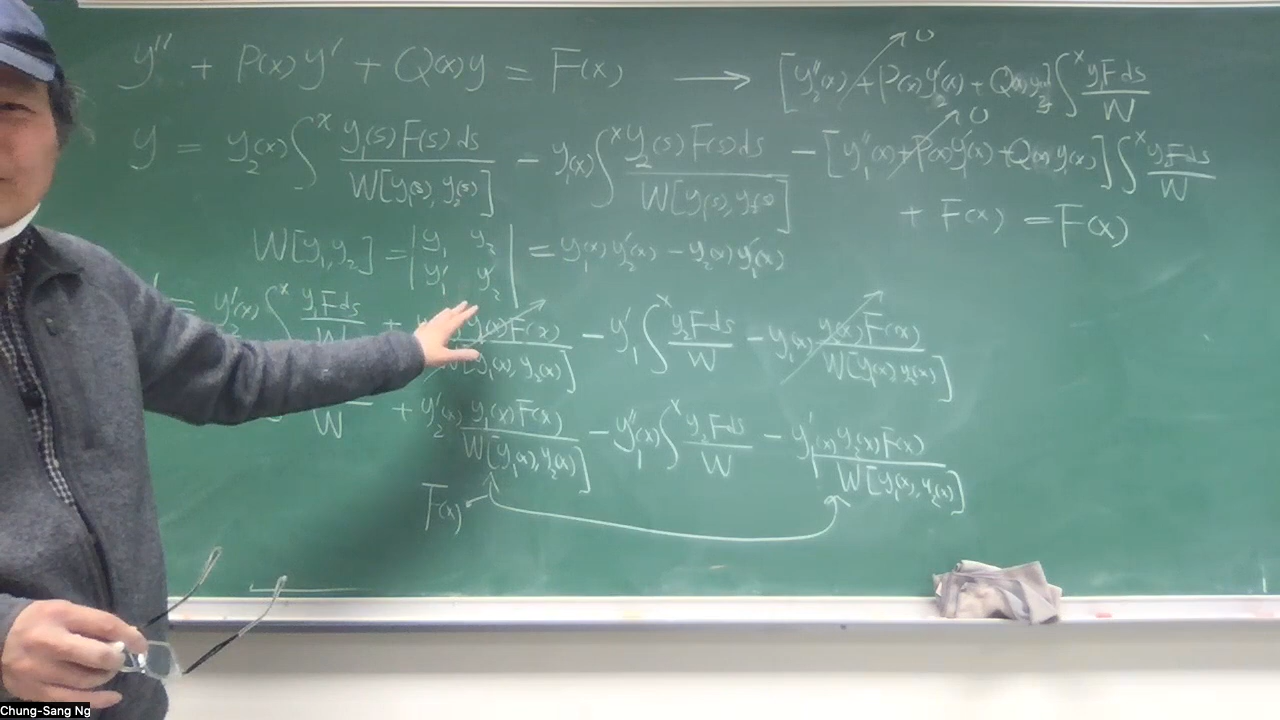 y'' + P(x)y' + Q(x)y = F(x) ⟶ [y₂''(x) + P(x)y₂'(x) + Q(x)y₂]∫ˣ y₁Fds/W
0
y = y₂(x)∫ˣ y₁(s)F(s)ds/W[y₁(s), y₂(s)] − y₁(x)∫ˣ y₂(s)F(s)ds/W[y₁(s), y₂(s)] − [y₁''(x) + P(x)y₁'(x) + Q(x)y₁(x)]∫ˣ y₂Fds/W
0
+ F(x) = F(x)
W[y₁, y₂] = |y₁ y₂; y₁' y₂'| = y₁(x)y₂'(x) − y₂(x)y₁'(x)
= y₂'(x)∫ˣ y₁Fds/W + y₁(x)F(x)/W[y₁(x), y₂(x)] − y₁'∫ˣ y₂Fds/W − y₁(x) y₂(x)F(x)/W[y₁(x) y₂(x)]
W + y₂'(x) y₁(x)F(x)/W[y₁(x), y₂(x)] − y₁''(x)∫ˣ y₂Fds/W − y₁'(x) y₂(x)F(x)/W[y₁(x), y₂(x)]
F(x)
Chung-Sang Ng